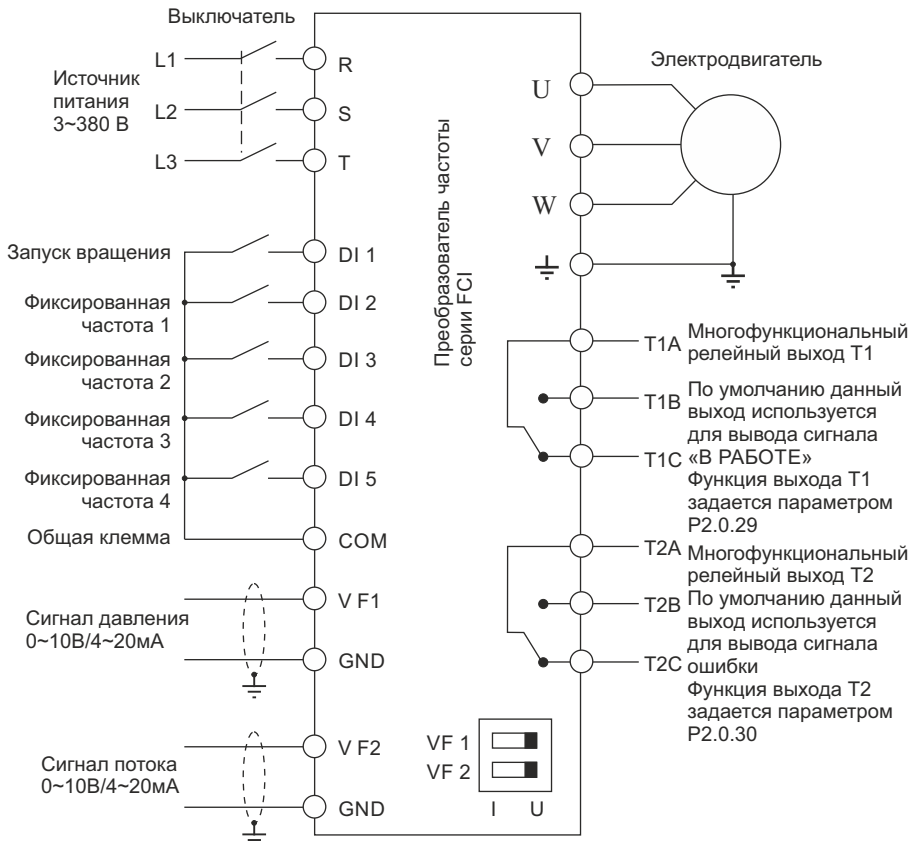 Выключатель
L1
R
Источник
питания
3~380 В
L2
S
L3
T
Электродвигатель
U
V
W
Преобразователь частоты
серии FCI
Запуск вращения
DI 1
Фиксированная
частота 1
DI 2
Фиксированная
частота 2
DI 3
Фиксированная
частота 3
DI 4
Фиксированная
частота 4
DI 5
Общая клемма
COM
Сигнал давления
0~10В/4~20мА
V F1
GND
Сигнал потока
0~10В/4~20мА
V F2
GND
T1A
Многофункциональный
релейный выход T1
T1B
По умолчанию данный
выход используется
для вывода сигнала
T1C
«В РАБОТЕ»
Функция выхода T1
задается параметром
P2.0.29
T2A
Многофункциональный
релейный выход T2
T2B
По умолчанию данный
выход используется
для вывода сигнала
T2C
ошибки
Функция выхода T2
задается параметром
P2.0.30
VF 1
VF 2
I U